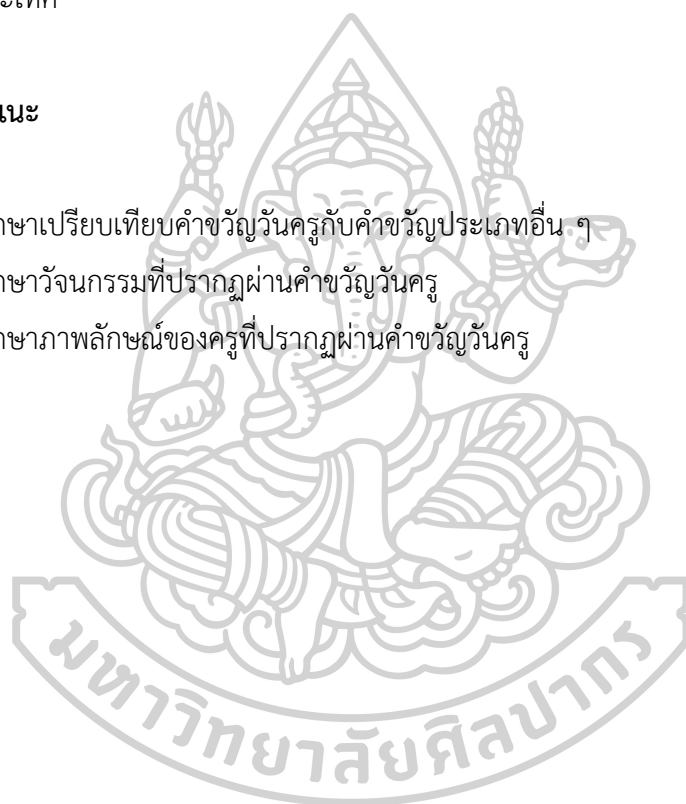 นะ
ษาเปรียบเทียบคำขวัญวันครูกับคำขวัญประเภทอื่น ๆ
ษาวัจนกรรมที่ปรากฏผ่านคำขวัญวันครู
ษาภาพลักษณ์ของครูที่ปรากฏผ่านคำขวัญวันครู
มหาวิทยาลัยศิลปากร